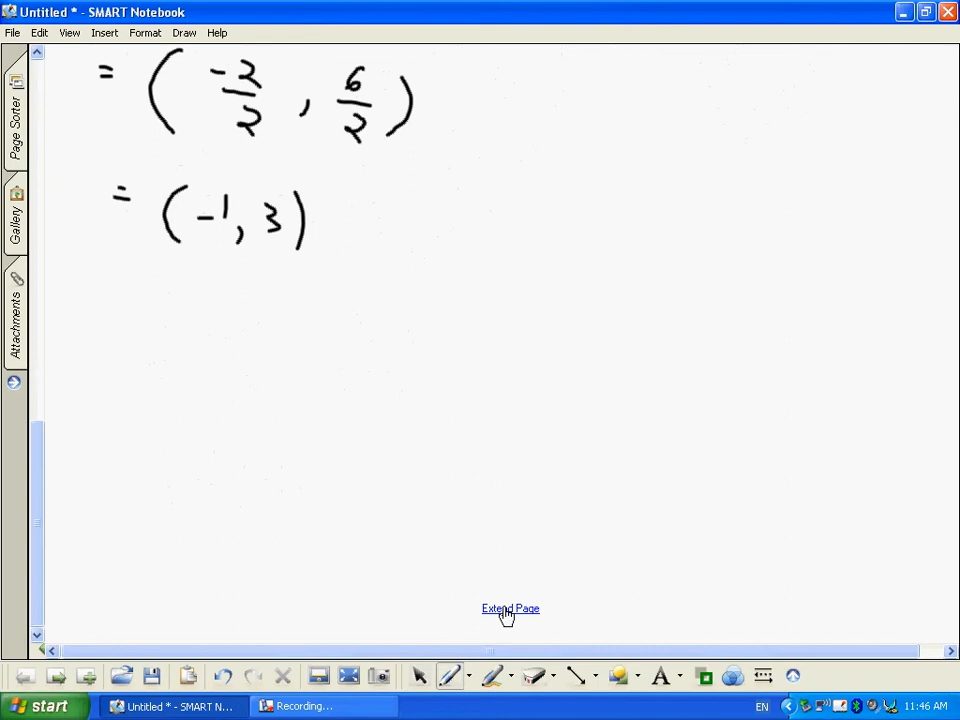 Untitled * - SMART Notebook
File Edit View Insert Format Draw Help
= ( -2/2 , 6/2 )
= (-1, 3)
Page Sorter
Gallery
Attachments
Extend Page
start Untitled * - SMART N... Recording... EN 11:46 AM